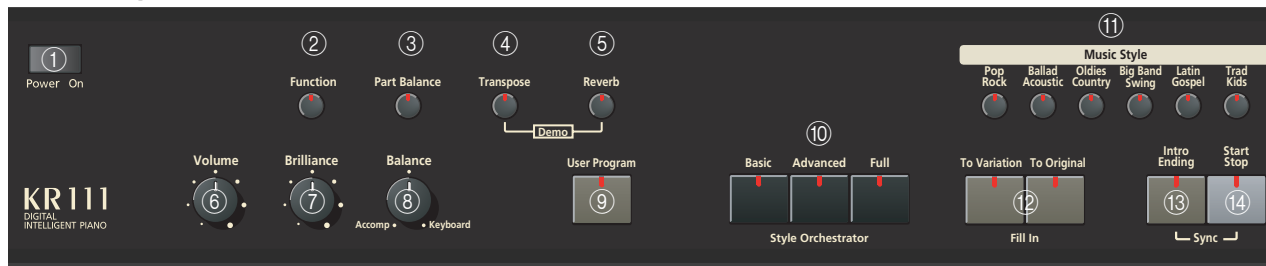 ①
Power On
②
Function
③
Part Balance
④
Transpose
⑤
Reverb
Demo
⑪
Music Style
Pop
Rock
Ballad
Acoustic
Oldies
Country
Big Band
Swing
Latin
Gospel
Trad
Kids
KR111
DIGITAL
INTELLIGENT PIANO
Volume
⑥
Brilliance
⑦
Balance
⑧
Accomp
Keyboard
User Program
⑨
⑩
Basic
Advanced
Full
Style Orchestrator
To Variation
To Original
⑫
Fill In
Intro
Ending
⑬
Start
Stop
⑭
Sync